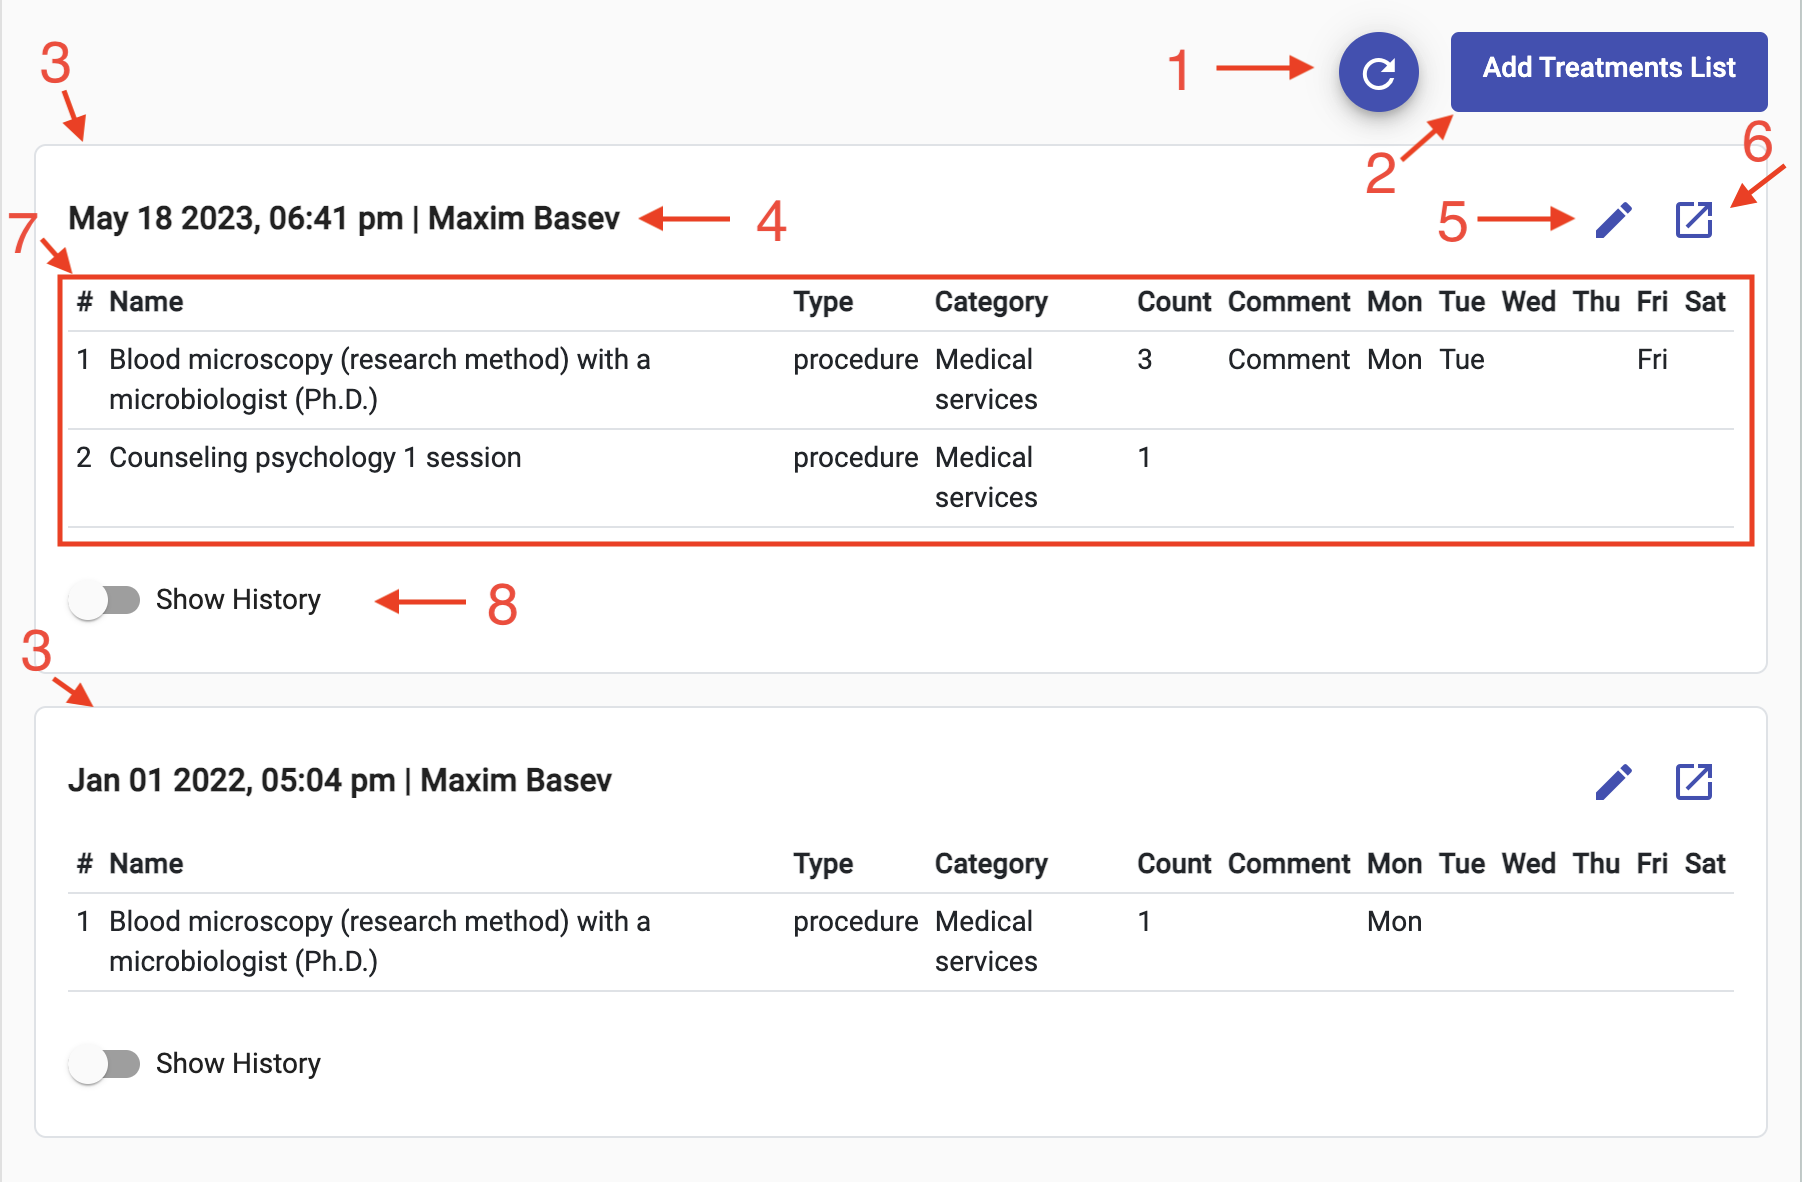 3
1
Add Treatments List
2
6
7
May 18 2023, 06:41 pm | Maxim Basev
4
5
# Name Type Category Count Comment Mon Tue Wed Thu Fri Sat
1 Blood microscopy (research method) with a procedure Medical 3 Comment Mon Tue Fri
microbiologist (Ph.D.) services
2 Counseling psychology 1 session procedure Medical 1
services
Show History
8
3
Jan 01 2022, 05:04 pm | Maxim Basev
# Name Type Category Count Comment Mon Tue Wed Thu Fri Sat
1 Blood microscopy (research method) with a procedure Medical 1 Mon
microbiologist (Ph.D.) services
Show History